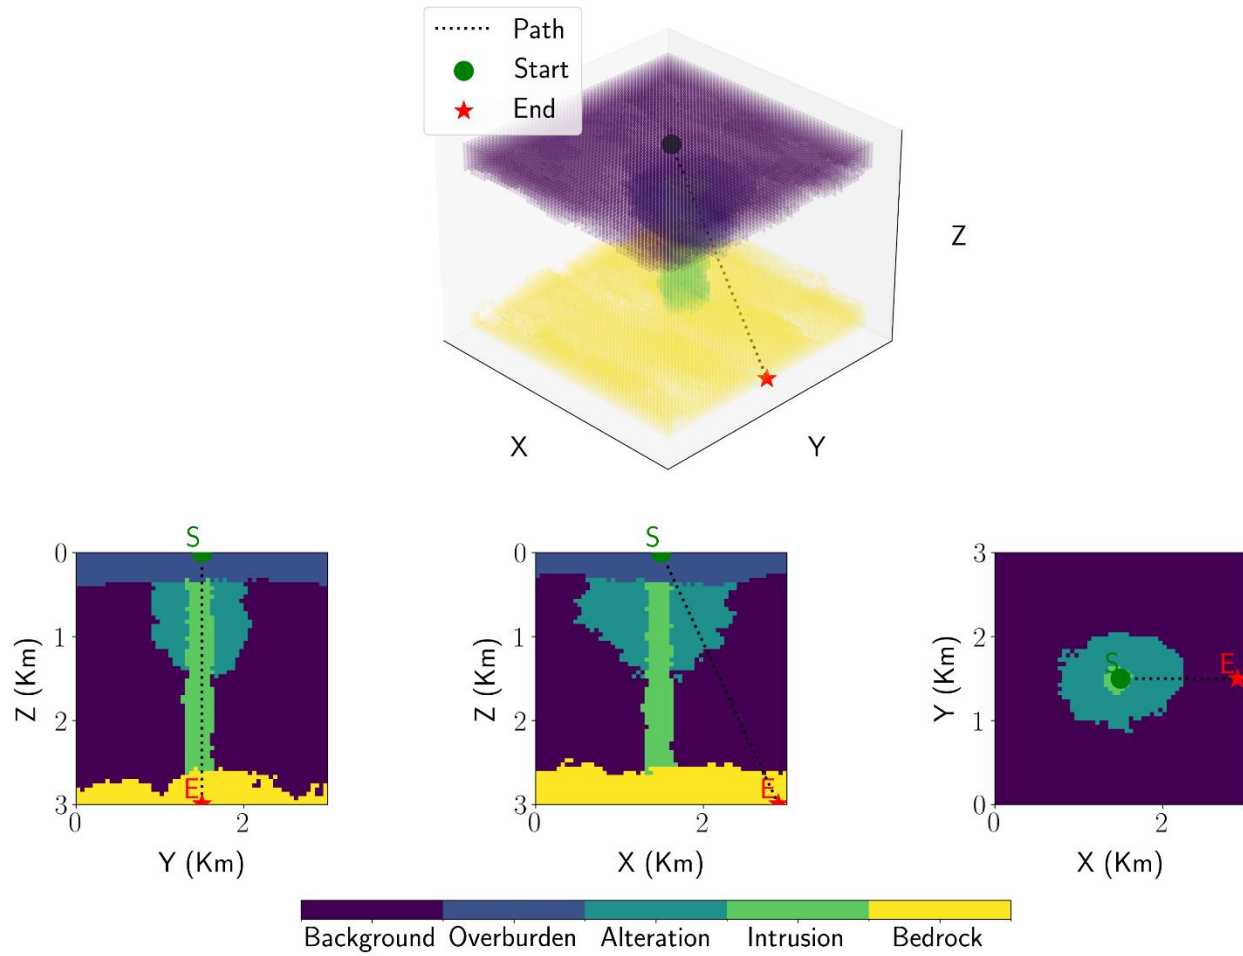 Path
Start
End
Z
X
Y
S
E
0
1
2
3
0
2
Z (Km)
Y (Km)
S
E
0
1
2
3
0
2
Z (Km)
X (Km)
S
E
3
2
1
0
0
2
Y (Km)
X (Km)
Background Overburden Alteration Intrusion Bedrock